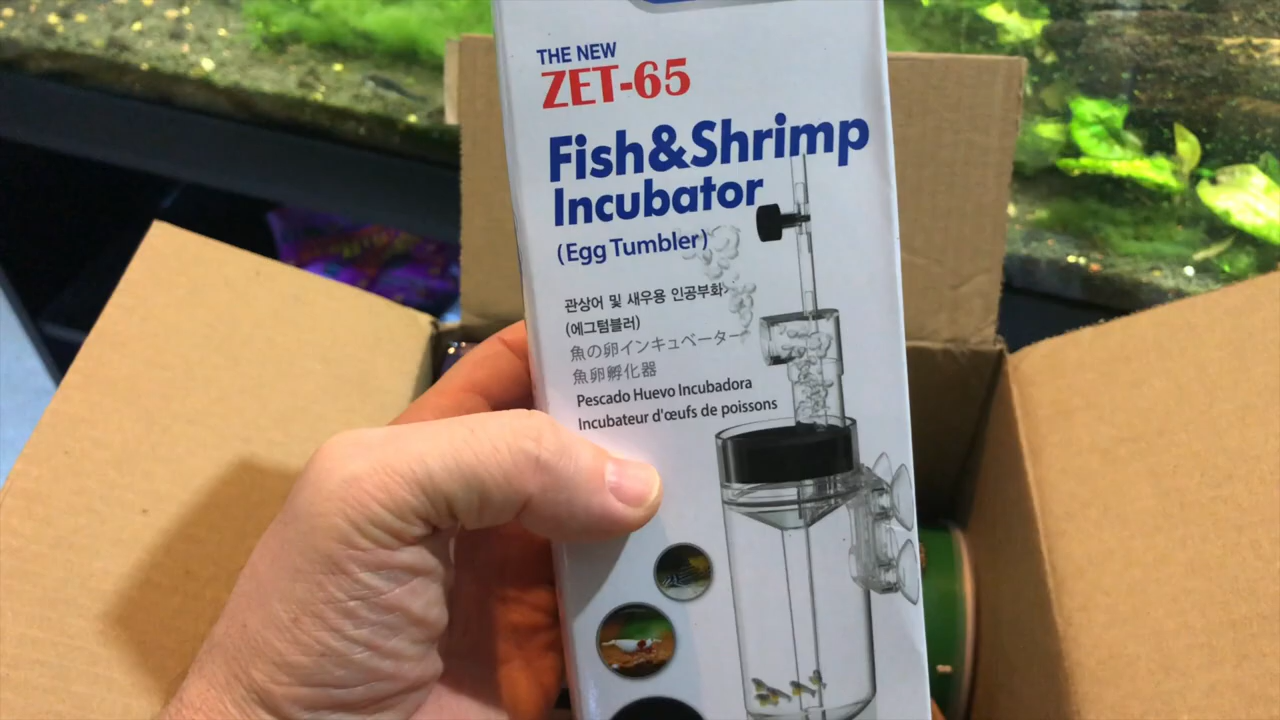 THE NEW
ZET-65
Fish&Shrimp
Incubator
(Egg Tumbler)
관상어 및 새우용 인공부화
(에그텀블러)
魚の卵インキュベーター
魚卵孵化器
Pescado Huevo Incubadora
Incubateur d'œufs de poissons